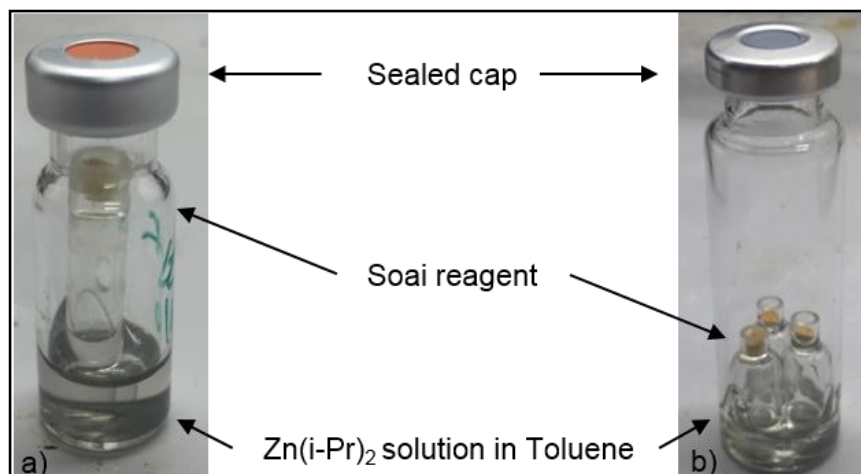 Sealed cap
Soai reagent
Zn(i-Pr)₂ solution in Toluene
a)
b)